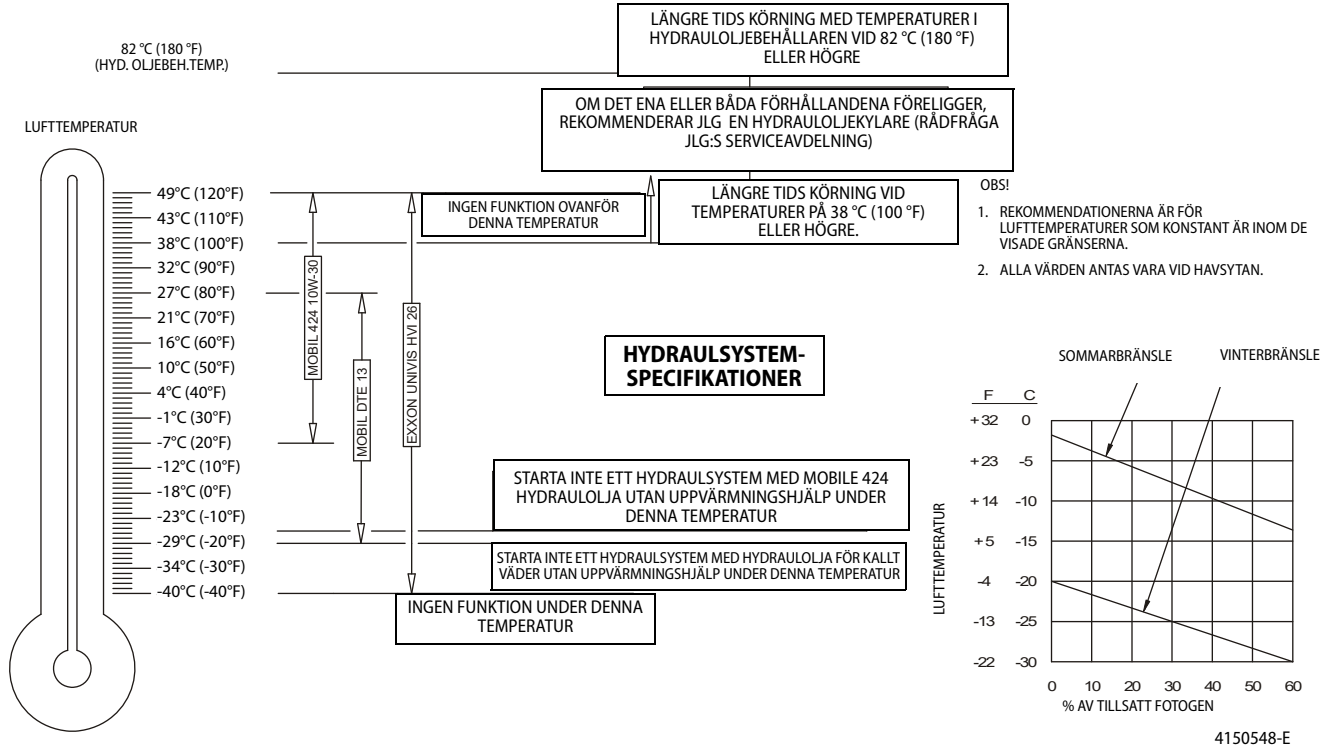 82 °C (180 °F)
(HYD. OLJEBEH.TEMP.)
LÄNGRE TIDS KÖRNING MED TEMPERATURER I
HYDRAULOLJEBEHÅLLAREN VID 82 °C (180 °F)
ELLER HÖGRE
OM DET ENA ELLER BÅDA FÖRHÅLLANDENA FÖRELIGGER,
REKOMMENDERAR JLG EN HYDRAULOLJEKYLARE (RÅDFRÅGA
JLG:S SERVICEAVDELNING)
LUFTTEMPERATUR
49°C (120°F)
43°C (110°F)
38°C (100°F)
32°C (90°F)
27°C (80°F)
21°C (70°F)
16°C (60°F)
10°C (50°F)
4°C (40°F)
-1°C (30°F)
-7°C (20°F)
-12°C (10°F)
-18°C (0°F)
-23°C (-10°F)
-29°C (-20°F)
-34°C (-30°F)
-40°C (-40°F)
MOBIL 424 10W-30
MOBIL DTE 13
EXXON UNIVIS HVI 26
INGEN FUNKTION OVANFÖR
DENNA TEMPERATUR
LÄNGRE TIDS KÖRNING VID
TEMPERATURER PÅ 38 °C (100 °F)
ELLER HÖGRE.
OBS!
1. REKOMMENDATIONERNA ÄR FÖR
LUFTTEMPERATURER SOM KONSTANT ÄR INOM DE
VISADE GRÄNSERNA.
2. ALLA VÄRDEN ANTAS VARA VID HAVSYTAN.
HYDRAULSYSTEM-
SPECIFIKATIONER
STARTA INTE ETT HYDRAULSYSTEM MED MOBILE 424
HYDRAULOLJA UTAN UPPVÄRMNINGSHJÄLP UNDER
DENNA TEMPERATUR
STARTA INTE ETT HYDRAULSYSTEM MED HYDRAULOLJA FÖR KALLT
VÄDER UTAN UPPVÄRMNINGSHJÄLP UNDER DENNA TEMPERATUR
INGEN FUNKTION UNDER DENNA
TEMPERATUR
SOMMARBRÄNSLE VINTERBRÄNSLE
F C
+32 0
+23 -5
+14 -10
+5 -15
-4 -20
-13 -25
-22 -30
LUFTTEMPERATUR
0 10 20 30 40 50 60
% AV TILLSATT FOTOGEN
4150548-E